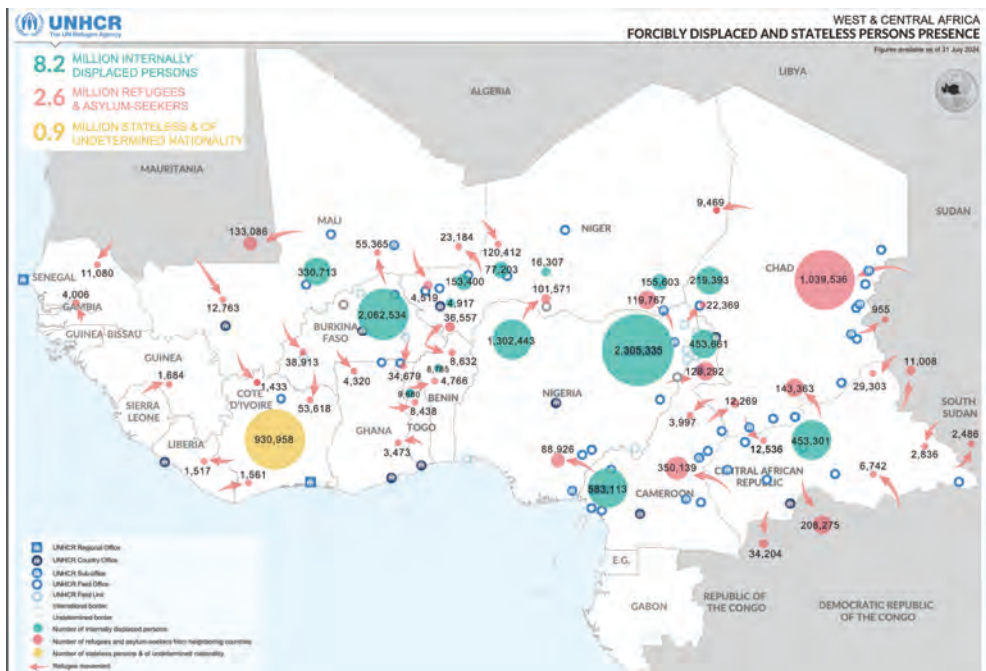 UNHCR
The UN Refugee Agency
WEST & CENTRAL AFRICA
FORCIBLY DISPLACED AND STATELESS PERSONS PRESENCE
Figures available as of 31 July 2024
8.2 MILLION INTERNALLY
DISPLACED PERSONS
2.6 MILLION REFUGEES
& ASYLUM-SEEKERS
0.9 MILLION STATELESS & OF
UNDETERMINED NATIONALITY
LIBYA
ALGERIA
MAURITANIA
SUDAN
9,469
MALI
NIGER
133,086
55,365
23,184
120,412
77,203
16,307
330,713
153,400
155,603
219,393
CHAD
1,039,536
SENEGAL
11,080
4,006
GAMBIA
GUINEA-BISSAU
12,763
4,519
4,917
101,571
119,767
22,369
955
2,062,534
36,557
BURKINA
FASO
1,302,443
2,305,335
453,661
GUINEA
1,684
38,913
8,632
1,433
4,320
34,679
8,785
4,766
BENIN
128,292
11,008
29,303
COTE
D'IVOIRE
53,618
9,680
8,438
TOGO
NIGERIA
143,363
12,269
3,997
SIERRA
LEONE
SOUTH
SUDAN
LIBERIA
930,958
GHANA
3,473
12,536
453,301
2,486
2,836
88,926
350,139
CENTRAL AFRICAN
REPUBLIC
6,742
1,517
1,561
583,113
CAMEROON
208,275
34,204
E.G.
GABON
REPUBLIC OF
THE CONGO
DEMOCRATIC REPUBLIC
OF THE CONGO
UNHCR Regional Office
UNHCR Country Office
UNHCR Sub-office
UNHCR Field Office
UNHCR Field Unit
International border
Undetermined border
Number of internally displaced persons
Number of refugees and asylum-seekers from neighboring countries
Number of stateless persons & of undetermined nationality
Refugee movement